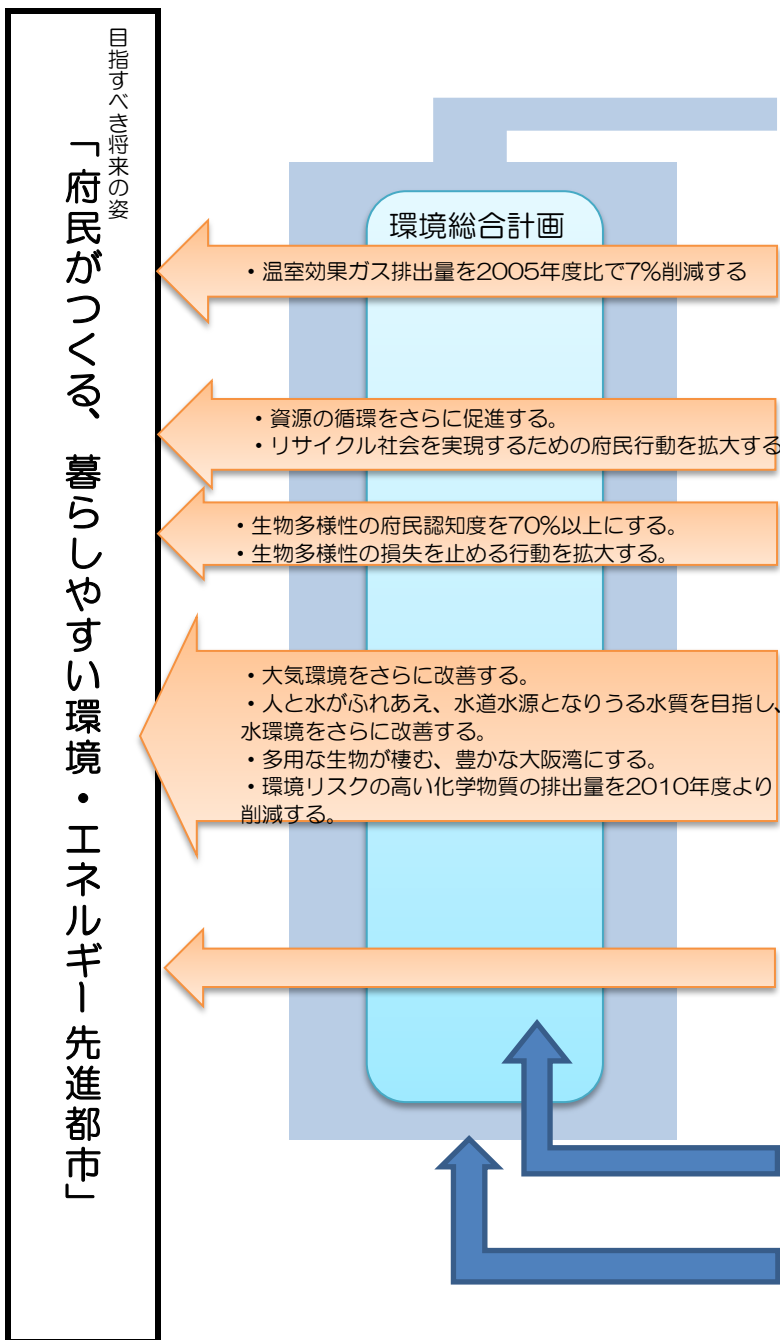 目指すべき将来の姿
「府民がつくる、暮らしやすい環境・エネルギー先進都市」
環境総合計画
・温室効果ガス排出量を2005年度比で7%削減する
・資源の循環をさらに促進する。
・リサイクル社会を実現するための府民行動を拡大する
・生物多様性の府民認知度を70%以上にする。
・生物多様性の損失を止める行動を拡大する。
・大気環境をさらに改善する。
・人と水がふれあえ、水道水源となりうる水質を目指し、
水環境をさらに改善する。
・多用な生物が棲む、豊かな大阪湾にする。
・環境リスクの高い化学物質の排出量を2010年度より
削減する。